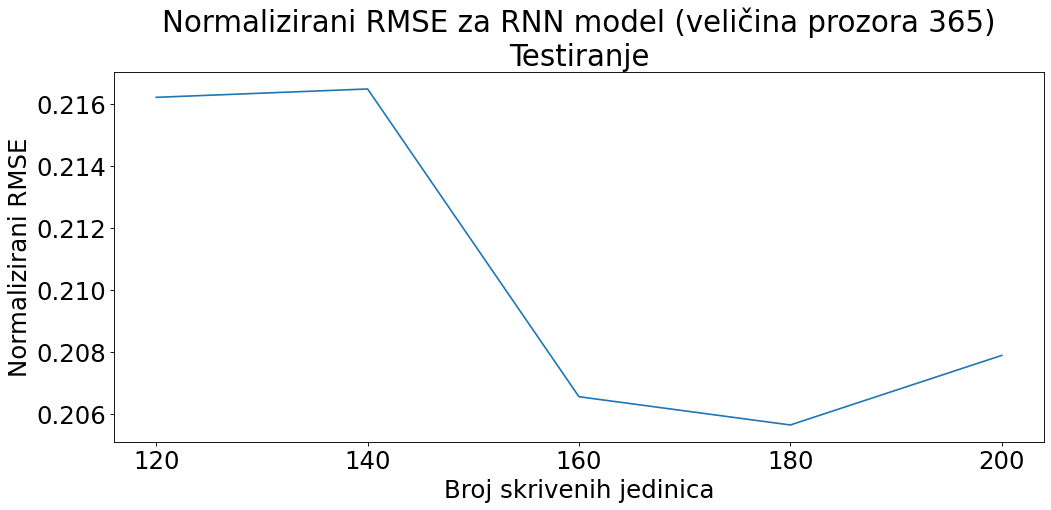 Normalizirani RMSE za RNN model (veličina prozora 365)
Testiranje
Normalizirani RMSE
0.216
0.214
0.212
0.210
0.208
0.206
120 140 160 180 200
Broj skrivenih jedinica